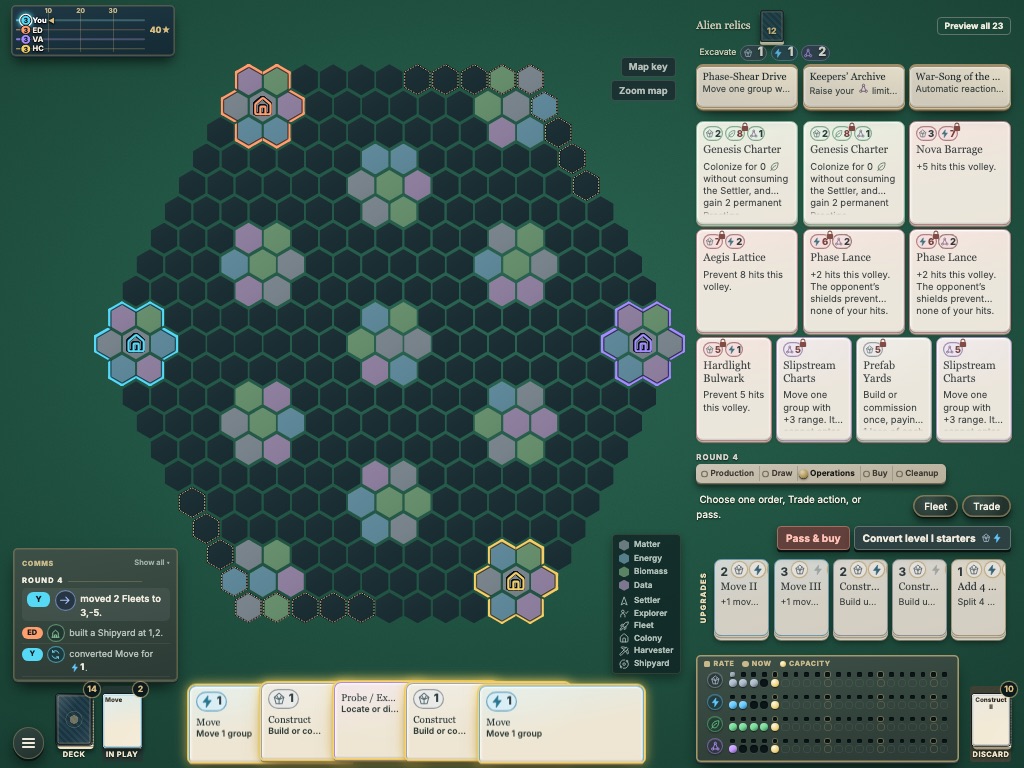 10 20 30
3 You
3 ED
3 VA
3 HC
40★
Map key
Zoom map
Alien relics
12
Preview all 23
Excavate 1 1 2
Phase-Shear Drive
Move one group w...
Keepers' Archive
Raise your limit...
War-Song of the ...
Automatic reaction...
2 8 1
Genesis Charter
Colonize for 0
without consuming
the Settler, and...
gain 2 permanent
2 8 1
Genesis Charter
Colonize for 0
without consuming
the Settler, and...
gain 2 permanent
3 7
Nova Barrage
+5 hits this volley.
7 2
Aegis Lattice
Prevent 8 hits this
volley.
6 2
Phase Lance
+2 hits this volley.
The opponent's
shields prevent...
none of your hits.
6 2
Phase Lance
+2 hits this volley.
The opponent's
shields prevent...
none of your hits.
5 1
Hardlight
Bulwark
Prevent 5 hits
this volley.
5
Slipstream
Charts
Move one
group with
+3 range. It...
5
Prefab
Yards
Build or
commission
once, payin...
5
Slipstream
Charts
Move one
group with
+3 range. It...
ROUND 4
Production Draw Operations Buy Cleanup
Choose one order, Trade action, or
pass.
Fleet
Trade
Pass & buy
Convert level I starters
UPGRADES
2
Move II
+1 mov...
3
Move III
+1 mov...
2
Constr...
Build u...
3
Constr...
Build u...
1
Add 4 ...
Split 4 ...
Matter
Energy
Biomass
Data
Settler
Explorer
Fleet
Colony
Harvester
Shipyard
COMMS
Show all
ROUND 4
Y moved 2 Fleets to
3,−5.
ED built a Shipyard at 1,2.
Y converted Move for
1.
14
DECK
2
Move
IN PLAY
1
Move
Move 1 group
1
Construct
Build or co...
Probe / Ex...
Locate or di...
1
Construct
Build or co...
1
Move
Move 1 group
RATE NOW CAPACITY
10
Construct
II
DISCARD